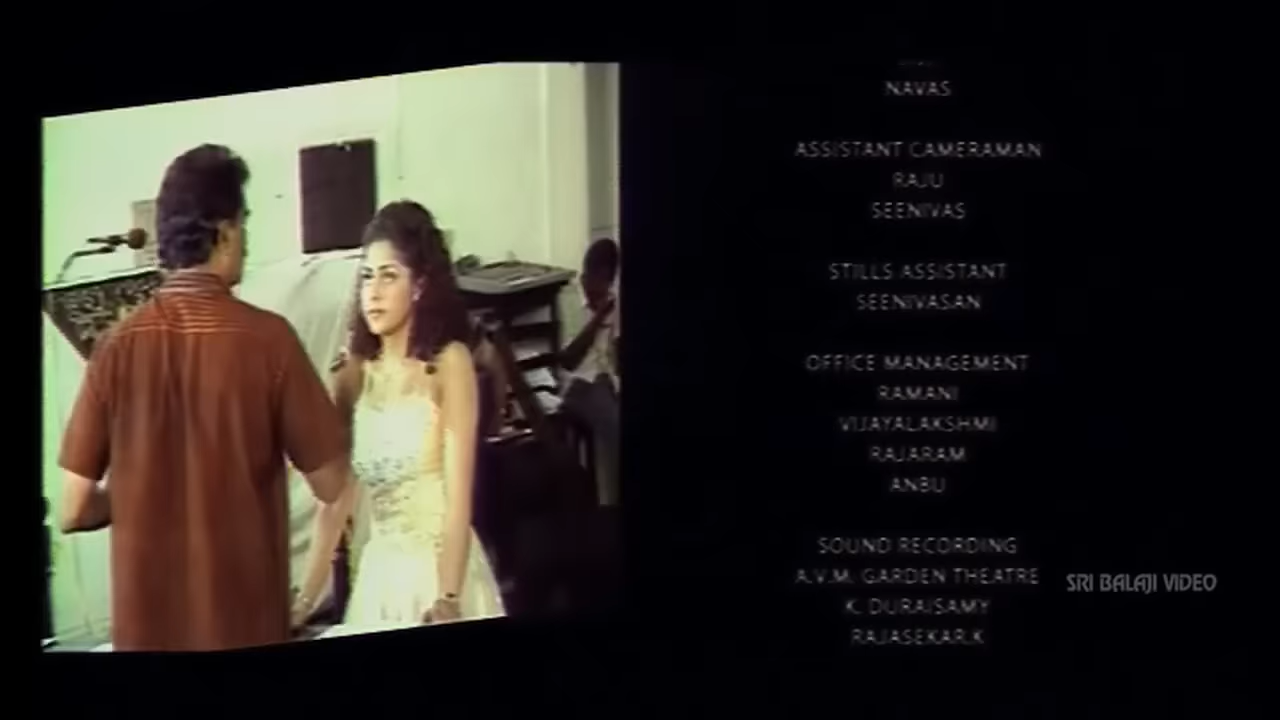 NAVAS
ASSISTANT CAMERAMAN
RAJU
SEENIVAS
STILLS ASSISTANT
SEENIVASAN
OFFICE MANAGEMENT
RAMANI
VIJAYALAKSHMI
RAJARAM
ANBU
SOUND RECORDING
A.V.M. GARDEN THEATRE
SRI BALAJI VIDEO
K. DURAISAMY
RAJASEKAR.K